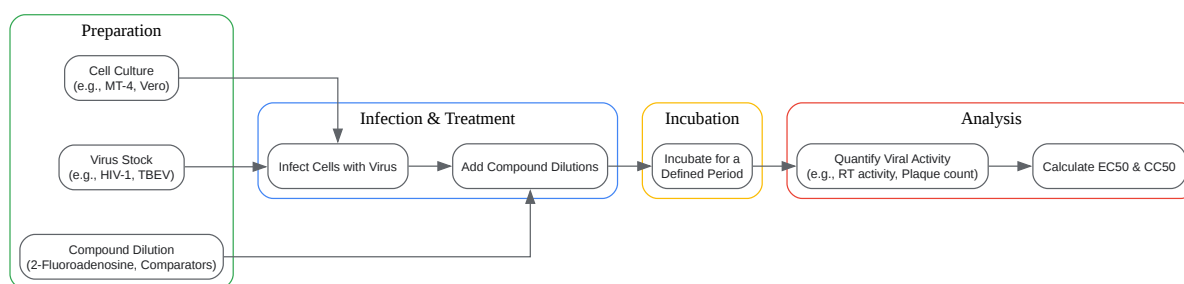 Preparation
Cell Culture
(e.g., MT-4, Vero)
Virus Stock
(e.g., HIV-1, TBEV)
Compound Dilution
(2-Fluoroadenosine, Comparators)
Infection & Treatment
Infect Cells with Virus
Add Compound Dilutions
Incubation
Incubate for a
Defined Period
Analysis
Quantify Viral Activity
(e.g., RT activity, Plaque count)
Calculate EC50 & CC50